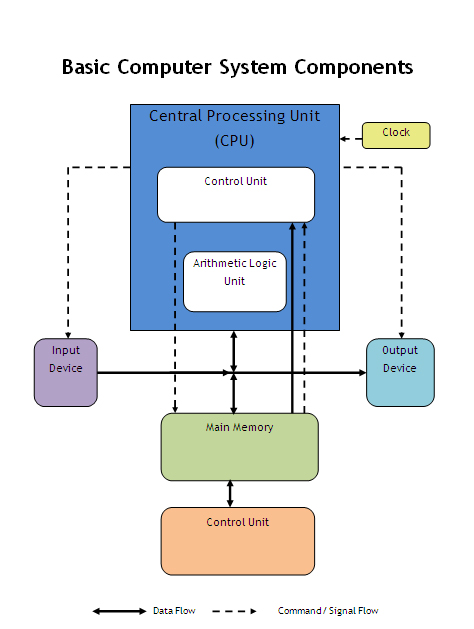 Basic Computer System Components
Central Processing Unit
(CPU)
Clock
Control Unit
Arithmetic Logic
Unit
Input
Device
Output
Device
Main Memory
Control Unit
Data Flow
Command / Signal Flow